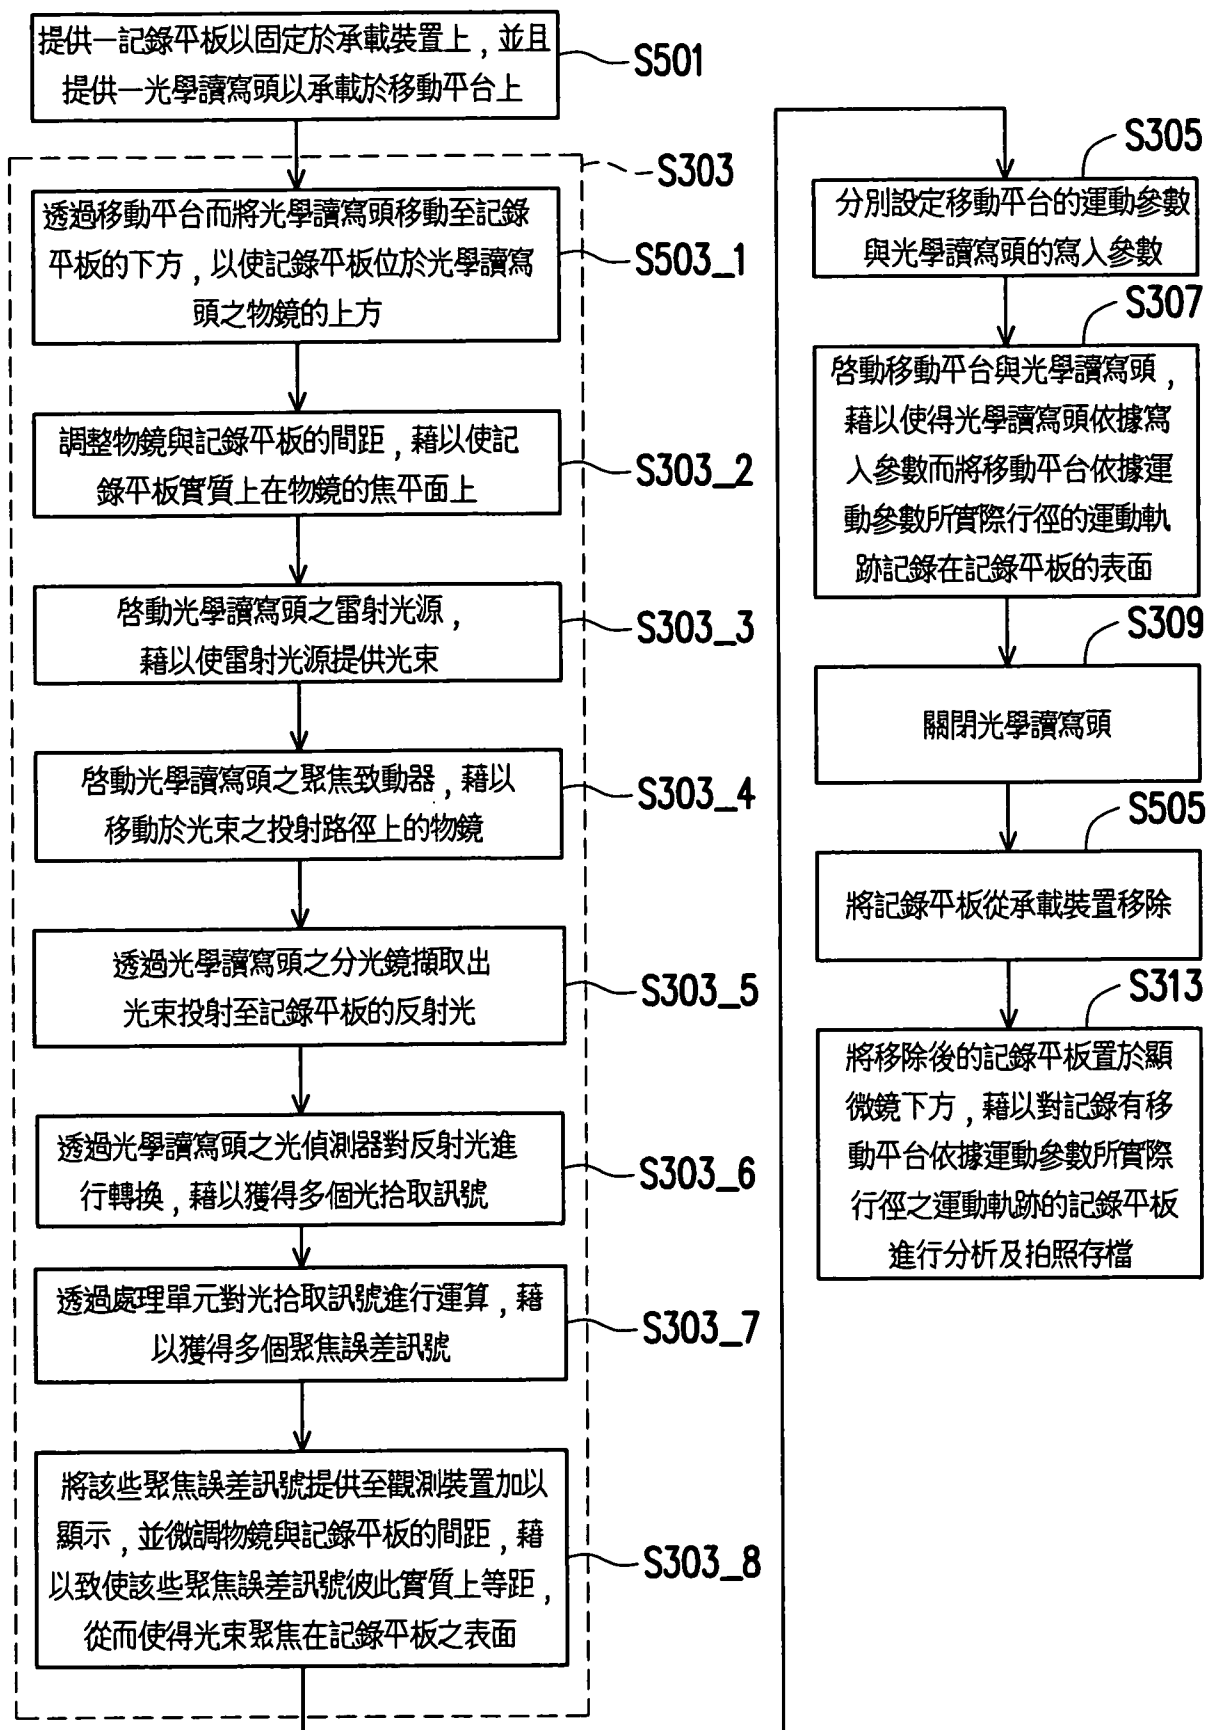 提供一記錄平板以固定於承載裝置上，並且
提供一光學讀寫頭以承載於移動平台上
S501
S303
透過移動平台而將光學讀寫頭移動至記錄
平板的下方，以使記錄平板位於光學讀寫
頭之物鏡的上方
S503_1
調整物鏡與記錄平板的間距，藉以使記
錄平板實質上在物鏡的焦平面上
S303_2
啓動光學讀寫頭之雷射光源，
藉以使雷射光源提供光束
S303_3
啓動光學讀寫頭之聚焦致動器，藉以
移動於光束之投射路徑上的物鏡
S303_4
透過光學讀寫頭之分光鏡擷取出
光束投射至記錄平板的反射光
S303_5
透過光學讀寫頭之光偵測器對反射光進
行轉換，藉以獲得多個光拾取訊號
S303_6
透過處理單元對光拾取訊號進行運算，藉
以獲得多個聚焦誤差訊號
S303_7
將該些聚焦誤差訊號提供至觀測裝置加以
顯示，並微調物鏡與記錄平板的間距，藉
以致使該些聚焦誤差訊號彼此實質上等距，
從而使得光束聚焦在記錄平板之表面
S303_8
S305
分別設定移動平台的運動參數
與光學讀寫頭的寫入參數
S307
啓動移動平台與光學讀寫頭，
藉以使得光學讀寫頭依據寫
入參數而將移動平台依據運
動參數所實際行徑的運動軌
跡記錄在記錄平板的表面
S309
關閉光學讀寫頭
S505
將記錄平板從承載裝置移除
S313
將移除後的記錄平板置於顯
微鏡下方，藉以對記錄有移
動平台依據運動參數所實際
行徑之運動軌跡的記錄平板
進行分析及拍照存檔